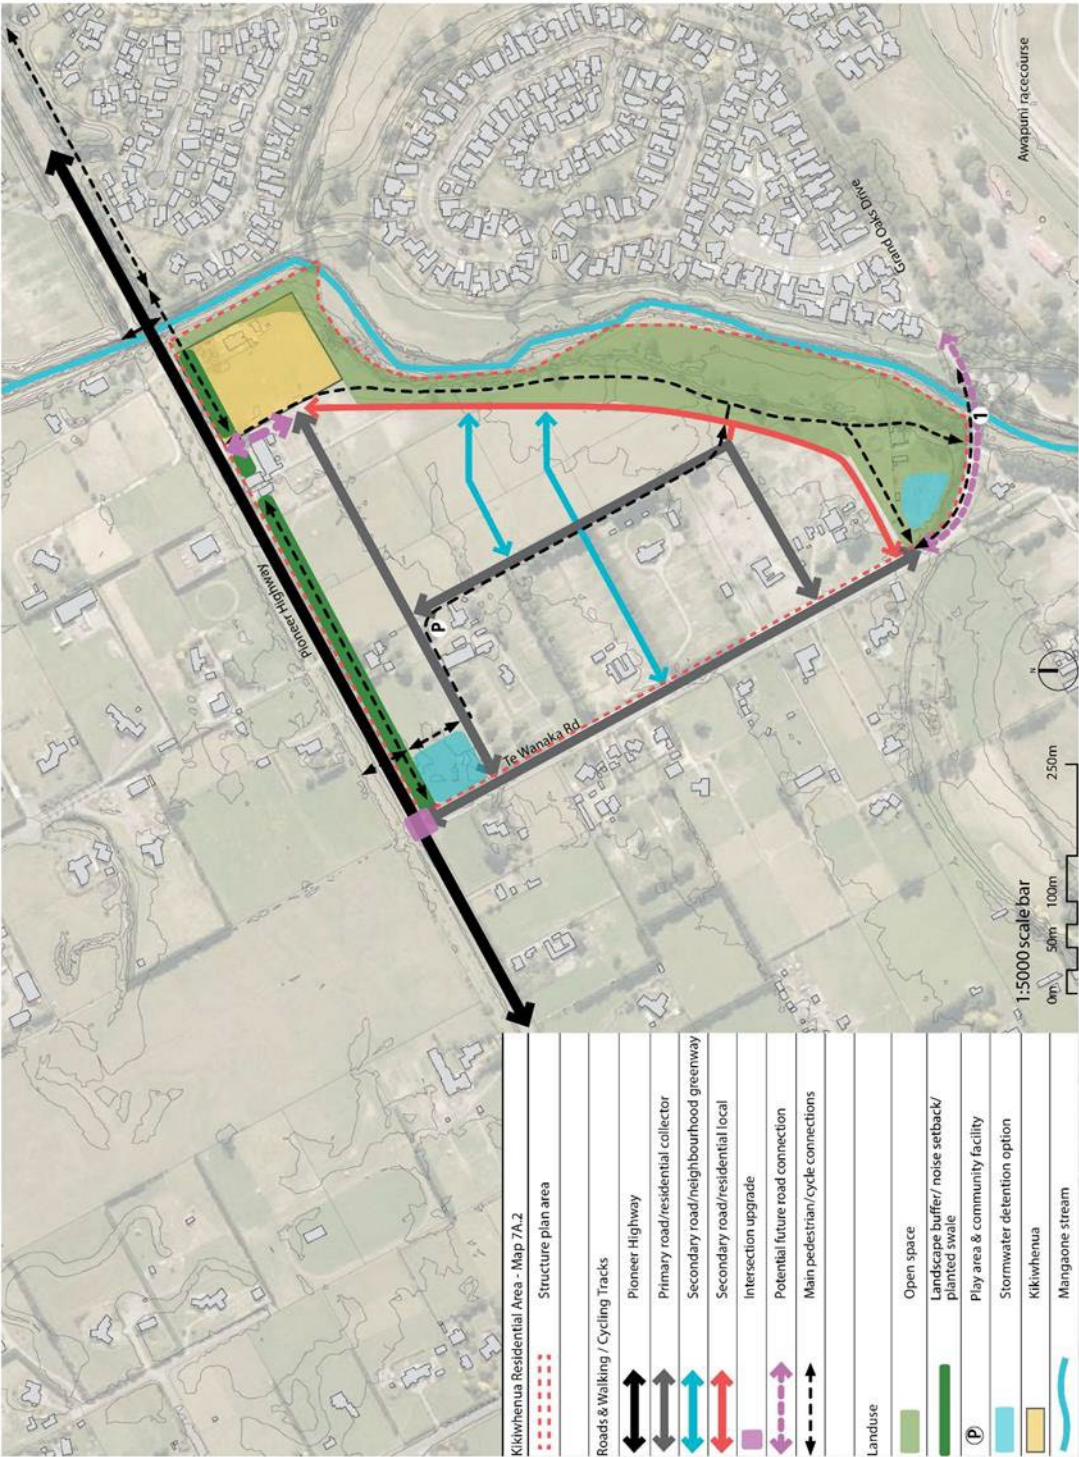 Kikiwhenua Residential Area - Map 7A.2
Structure plan area
Roads & Walking / Cycling Tracks
Pioneer Highway
Primary road/residential collector
Secondary road/neighbourhood greenway
Secondary road/residential local
Intersection upgrade
Potential future road connection
Main pedestrian/cycle connections
Landuse
Open space
Landscape buffer/ noise setback/
planted swale
P Play area & community facility
Stormwater detention option
Kikiwhenua
Mangaone stream
Pioneer Highway
P
Te Wanaka Rd
Grand Oaks Drive
Awapuni racecourse
1
N
1:5000 scale bar
0m 50m 100m 250m